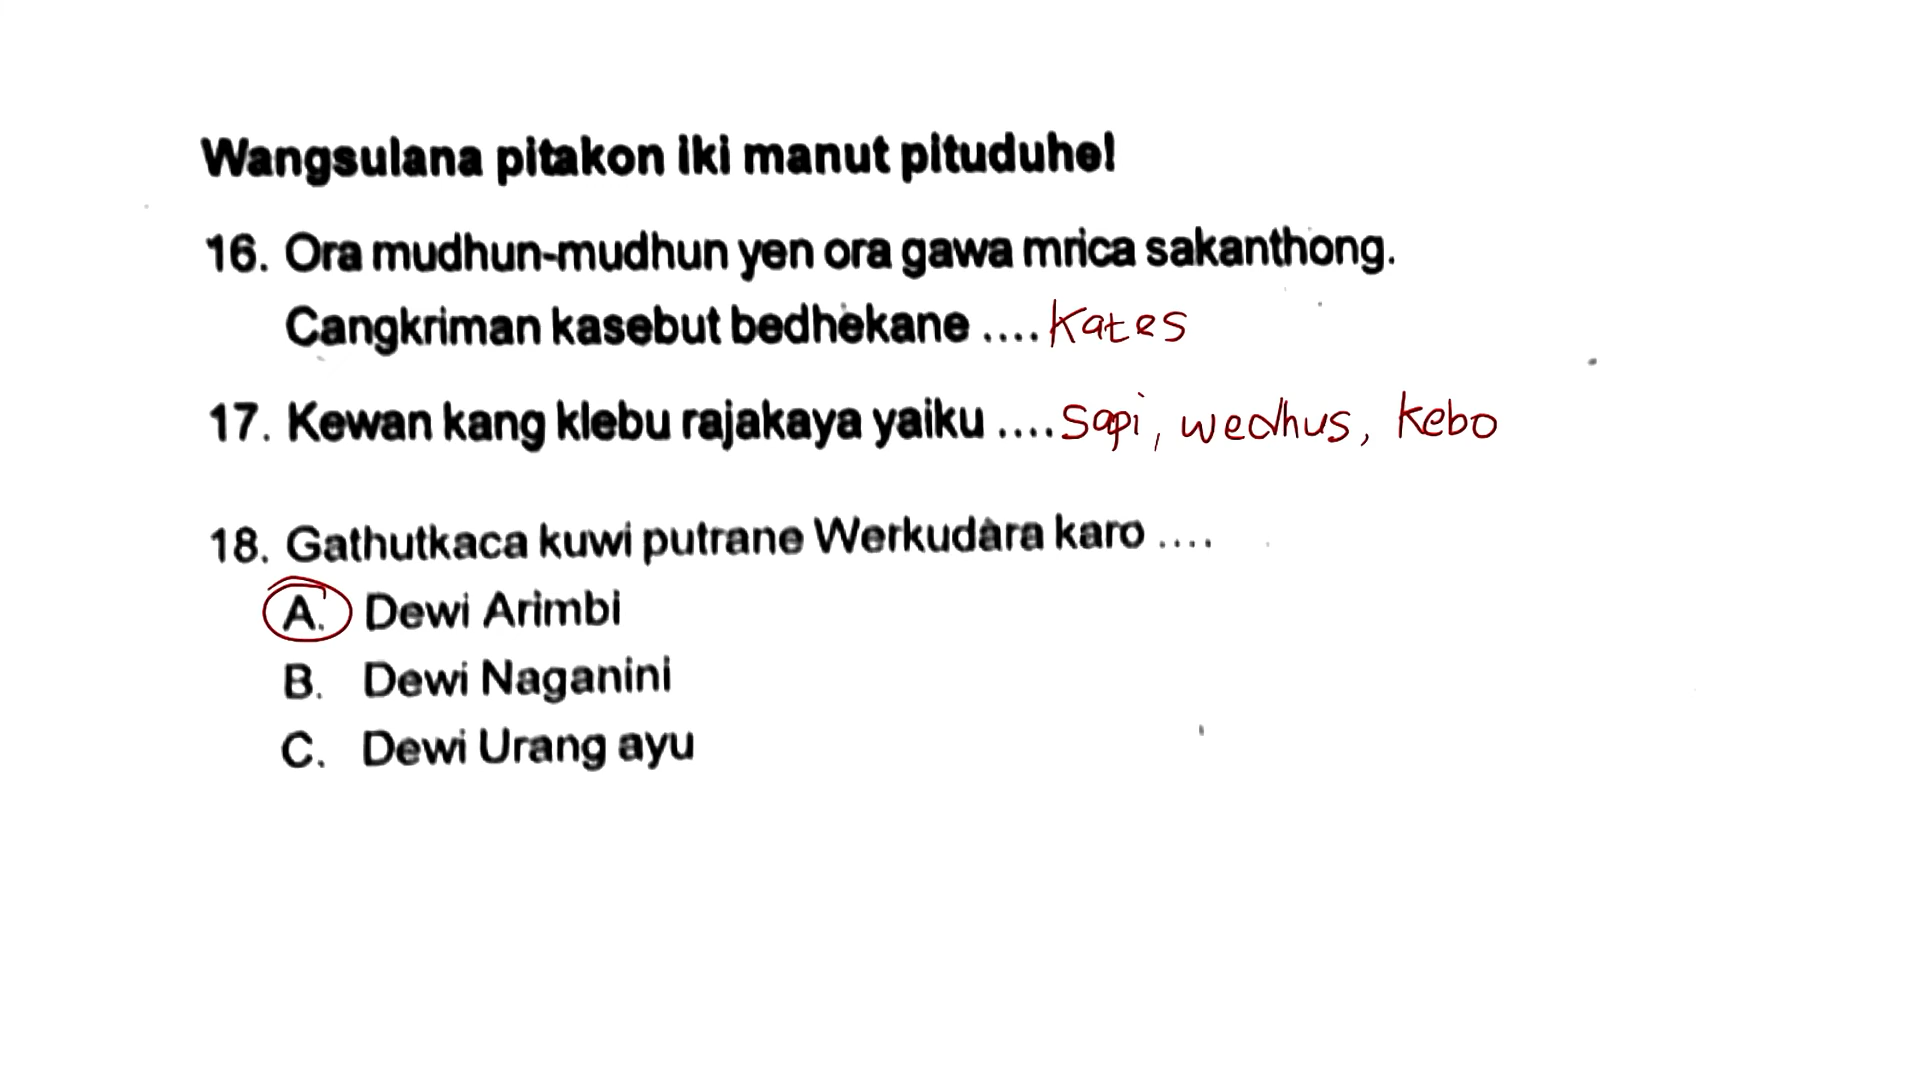 Wangsulana pitakon iki manut pituduhe!
16. Ora mudhun-mudhun yen ora gawa mrica sakanthong.
Cangkriman kasebut bedhekane .... Kates
17. Kewan kang klebu rajakaya yaiku .... Sapi, wedhus, kebo
18. Gathutkaca kuwi putrane Werkudara karo ....
A. Dewi Arimbi
B. Dewi Naganini
C. Dewi Urang ayu